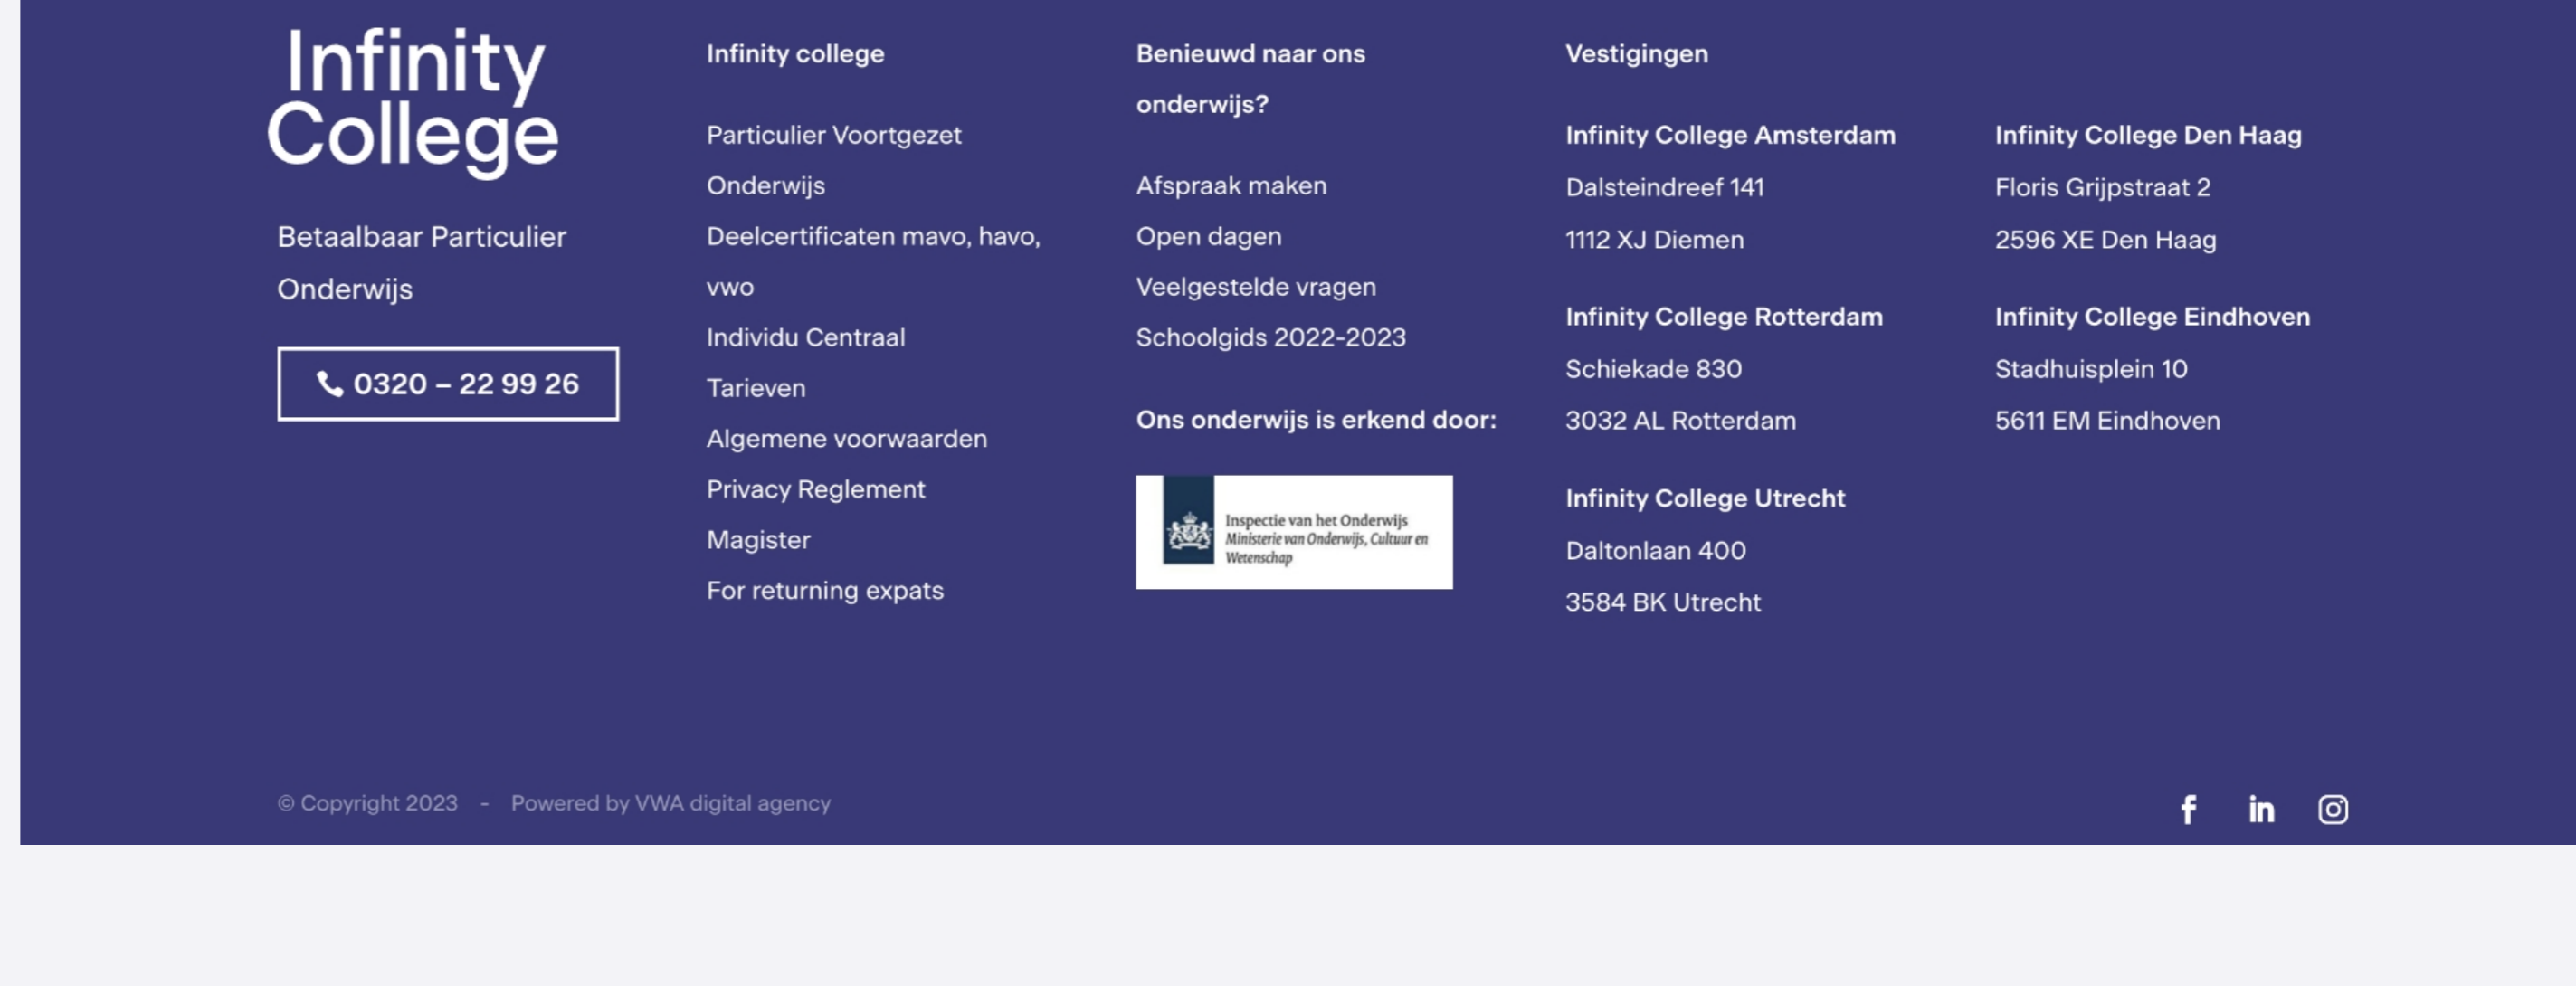 Infinity
College
Betaalbaar Particulier
Onderwijs
0320 – 22 99 26
Infinity college
Particulier Voortgezet
Onderwijs
Deelcertificaten mavo, havo,
vwo
Individu Centraal
Tarieven
Algemene voorwaarden
Privacy Reglement
Magister
For returning expats
Benieuwd naar ons
onderwijs?
Afspraak maken
Open dagen
Veelgestelde vragen
Schoolgids 2022-2023
Ons onderwijs is erkend door:
Inspectie van het Onderwijs
Ministerie van Onderwijs, Cultuur en
Wetenschap
Vestigingen
Infinity College Amsterdam
Dalsteindreef 141
1112 XJ Diemen
Infinity College Rotterdam
Schiekade 830
3032 AL Rotterdam
Infinity College Utrecht
Daltonlaan 400
3584 BK Utrecht
Infinity College Den Haag
Floris Grijpstraat 2
2596 XE Den Haag
Infinity College Eindhoven
Stadhuisplein 10
5611 EM Eindhoven
© Copyright 2023 - Powered by VWA digital agency